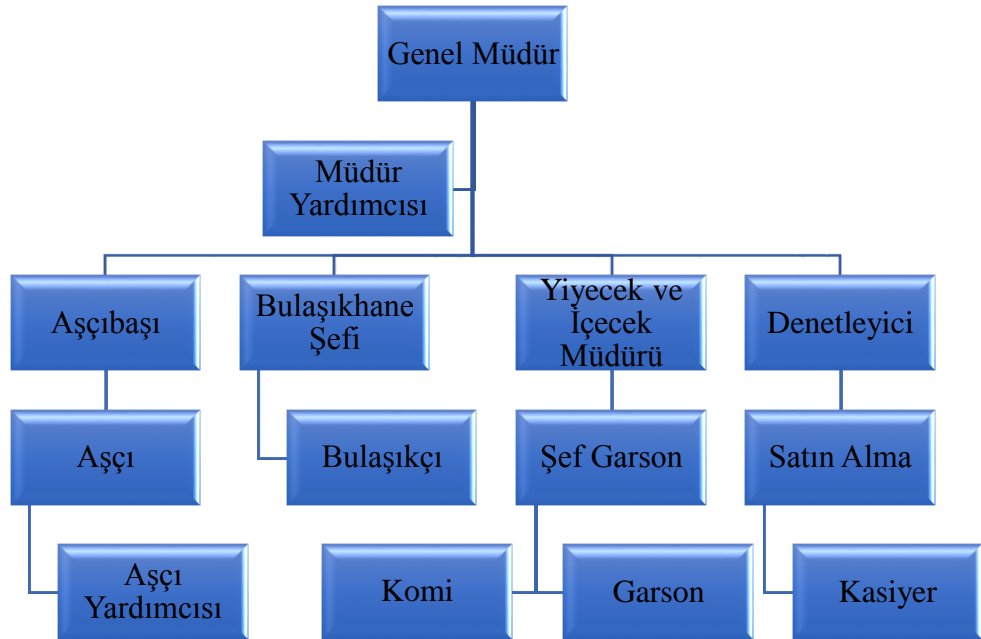 Genel Müdür
Müdür
Yardımcısı
Aşçıbaşı
Bulaşıkhane
Şefi
Yiyecek ve
İçecek
Müdürü
Denetleyici
Aşçı
Bulaşıkçı
Şef Garson
Satın Alma
Aşçı
Yardımcısı
Komi
Garson
Kasiyer